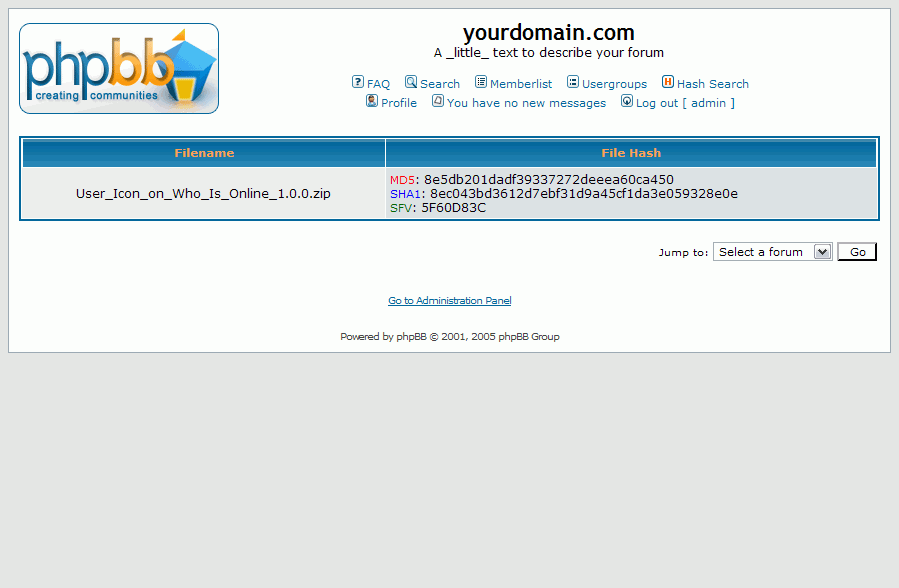 phpbb
creating communities
yourdomain.com
A _little_ text to describe your forum
FAQ Search Memberlist Usergroups Hash Search
Profile You have no new messages Log out [ admin ]
Filename File Hash
User_Icon_on_Who_Is_Online_1.0.0.zip
MD5: 8e5db201dadf39337272deeea60ca450
SHA1: 8ec043bd3612d7ebf31d9a45cf1da3e059328e0e
SFV: 5F60D83C
Jump to: Select a forum Go
Go to Administration Panel
Powered by phpBB © 2001, 2005 phpBB Group